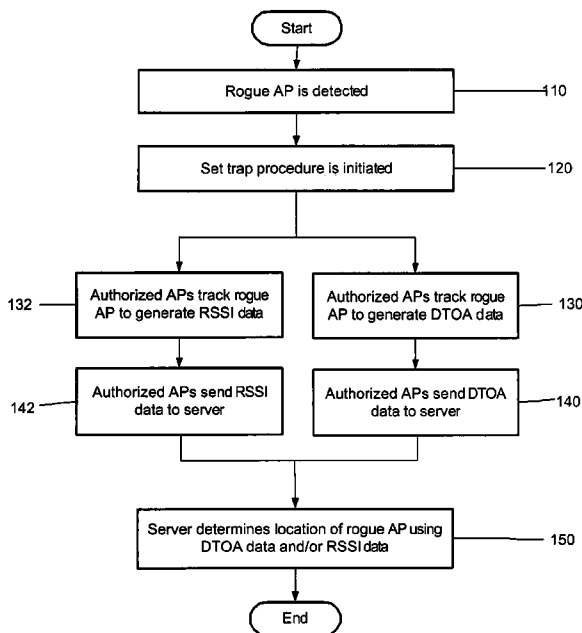 Start
Rogue AP is detected
110
Set trap procedure is initiated
120
132
Authorized APs track rogue
AP to generate RSSI data
Authorized APs track rogue
AP to generate DTOA data
130
142
Authorized APs send RSSI
data to server
Authorized APs send DTOA
data to server
140
Server determines location of rogue AP using
DTOA data and/or RSSI data
150
End